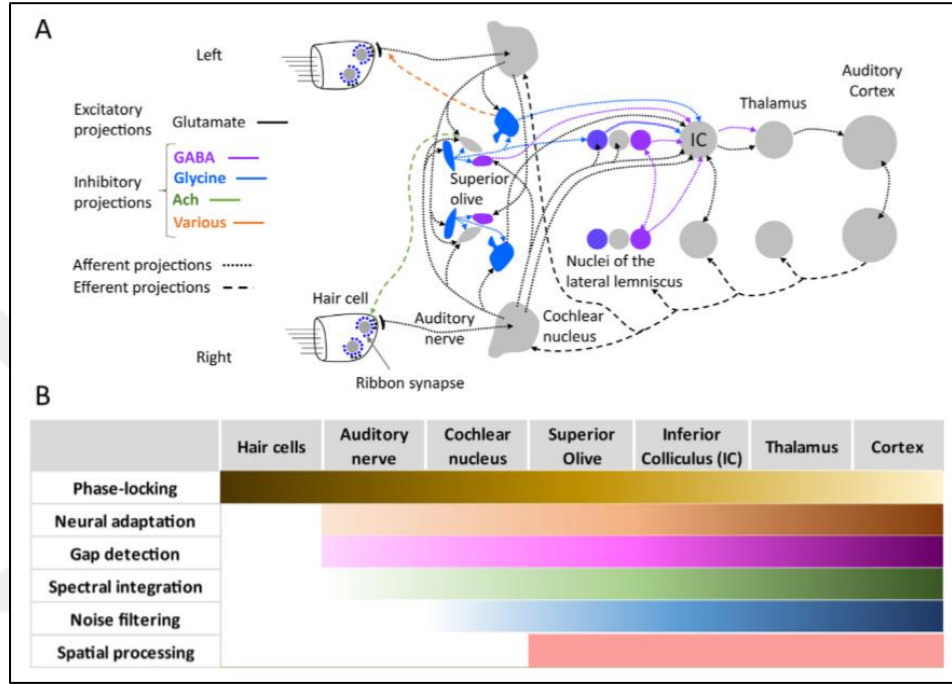 A
Left
Excitatory
projections
Glutamate
Inhibitory
projections
GABA
Glycine
Ach
Various
Afferent projections
Efferent projections
Right
Hair cell
Ribbon synapse
Auditory
nerve
Superior
olive
Cochlear
nucleus
Nuclei of the
lateral lemniscus
IC
Thalamus
Auditory
Cortex
B
Hair cells
Auditory
nerve
Cochlear
nucleus
Superior
Olive
Inferior
Colliculus (IC)
Thalamus
Cortex
Phase-locking
Neural adaptation
Gap detection
Spectral integration
Noise filtering
Spatial processing